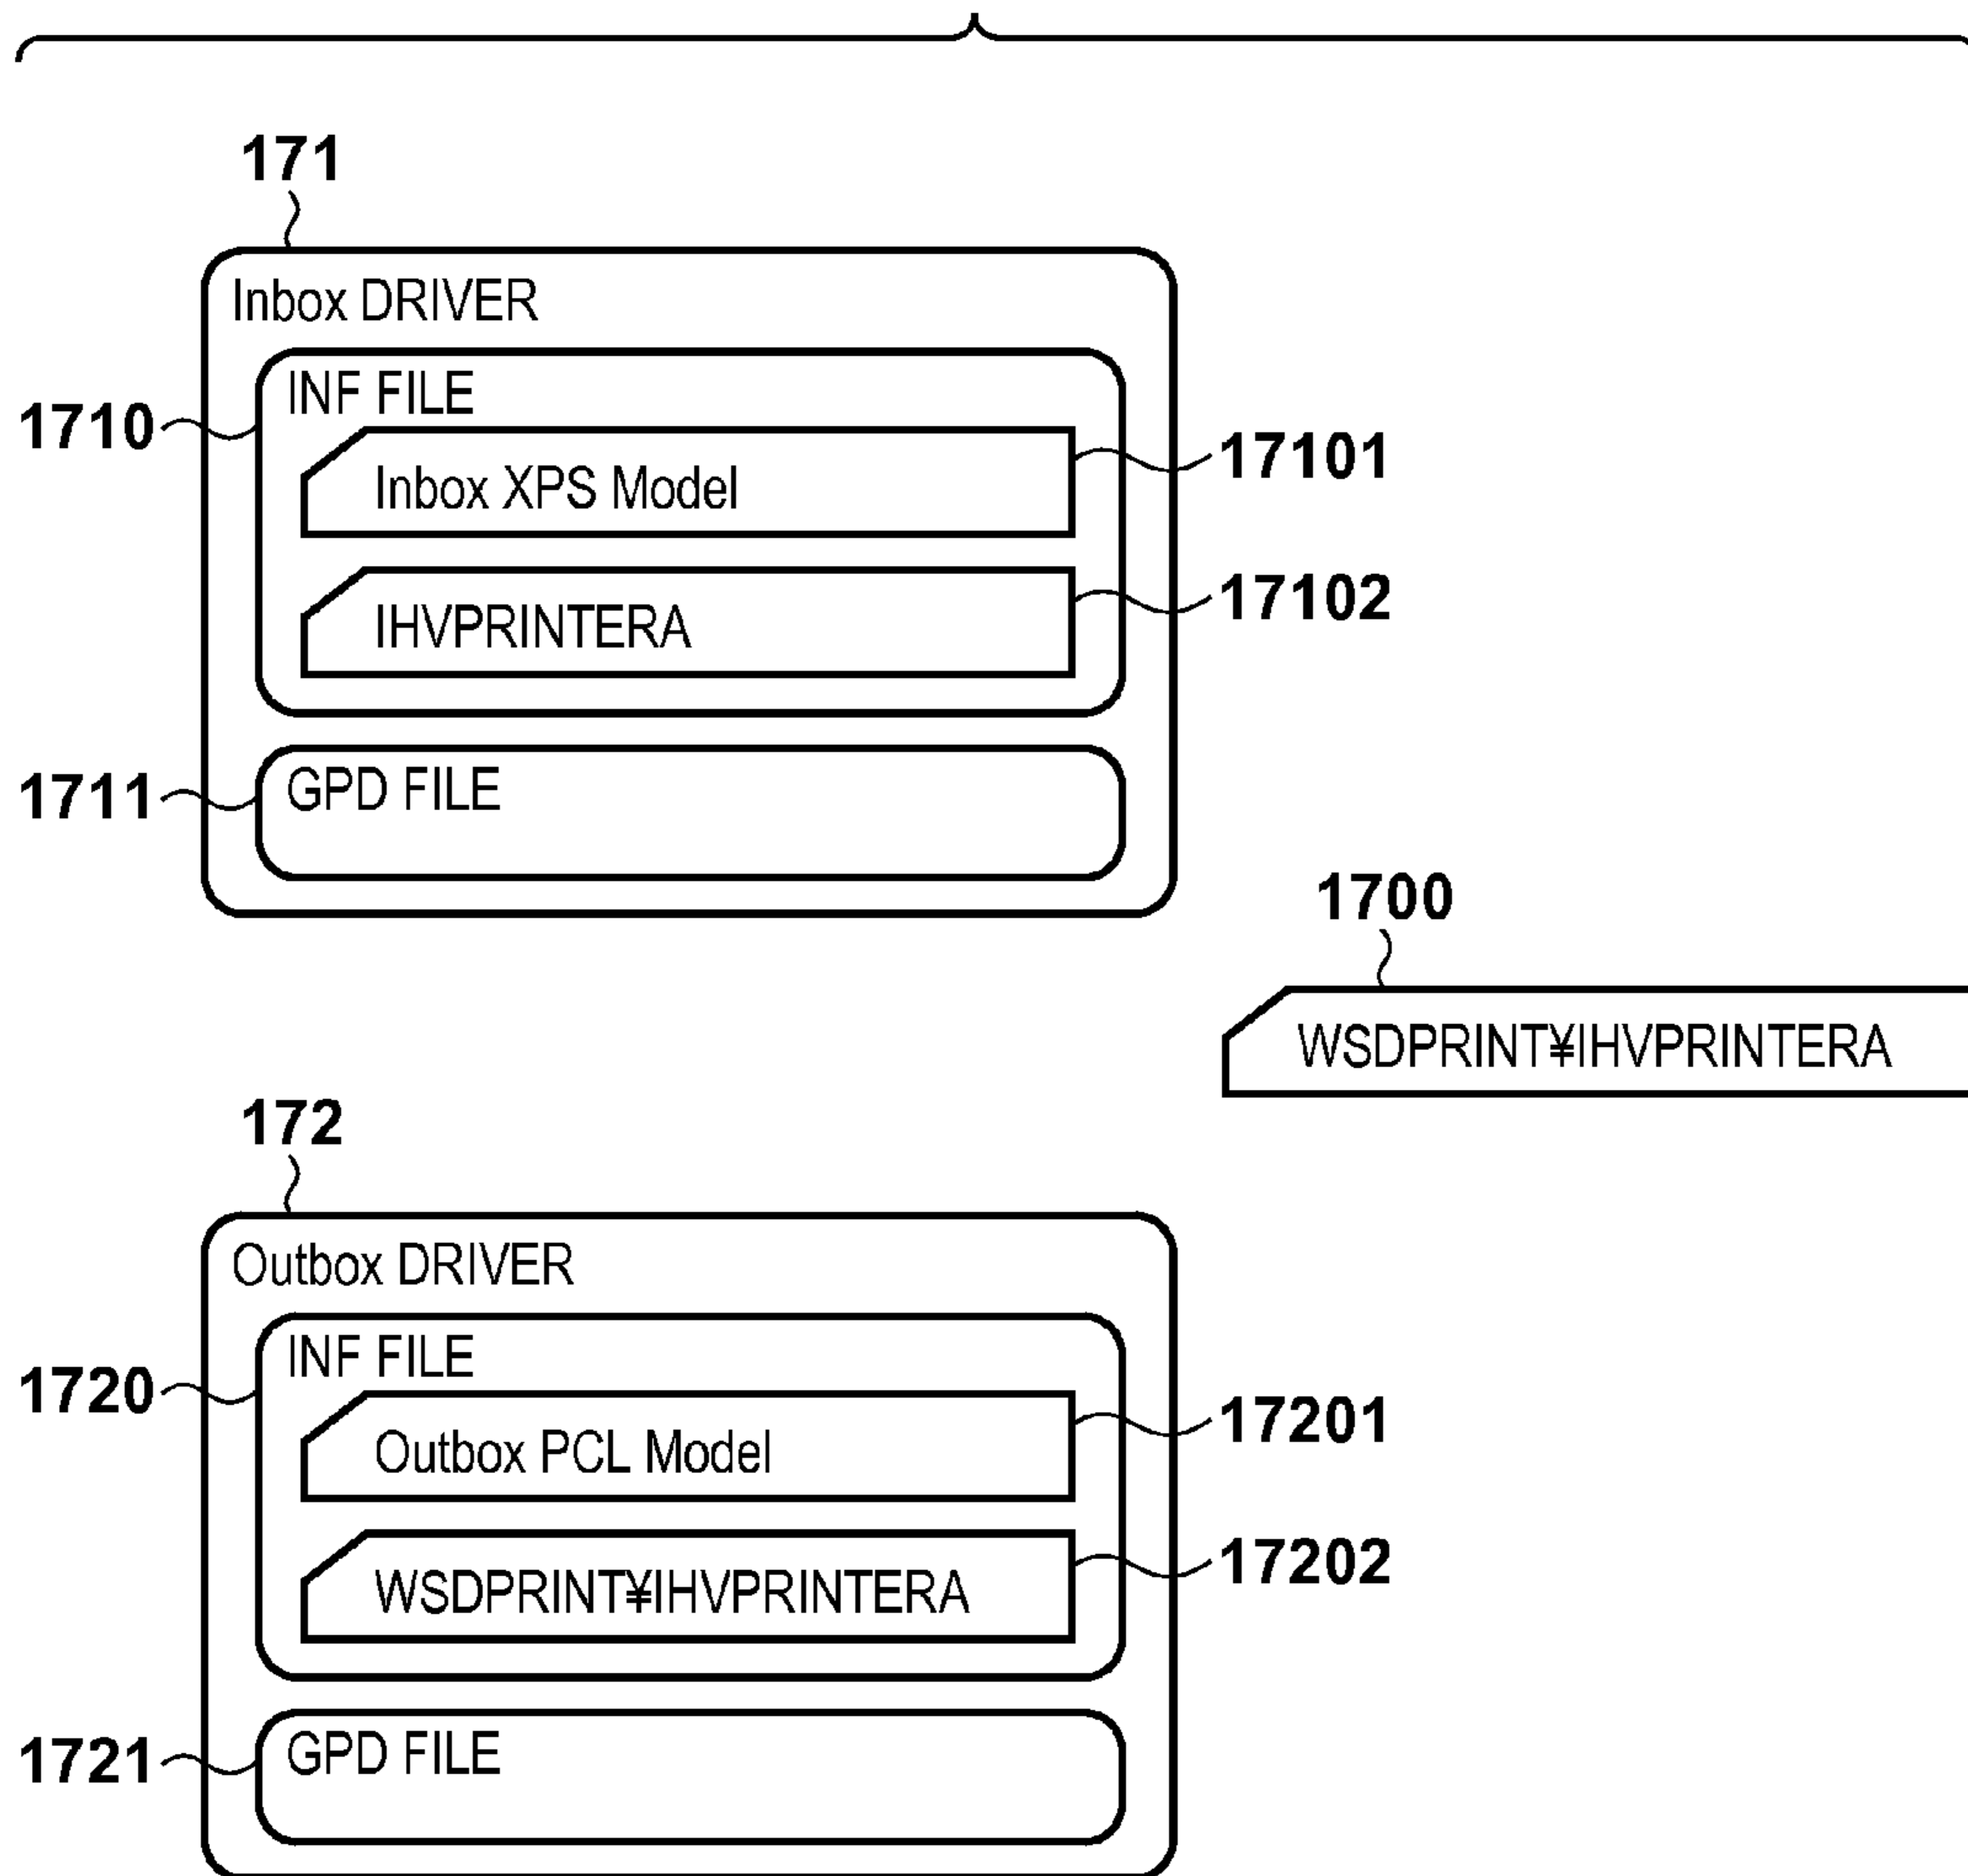 171
Inbox DRIVER
1710
INF FILE
Inbox XPS Model
17101
IHVPRINTERA
17102
1711
GPD FILE
1700
WSDPRINT¥IHVPRINTERA
172
Outbox DRIVER
1720
INF FILE
Outbox PCL Model
17201
WSDPRINT¥IHVPRINTERA
17202
1721
GPD FILE